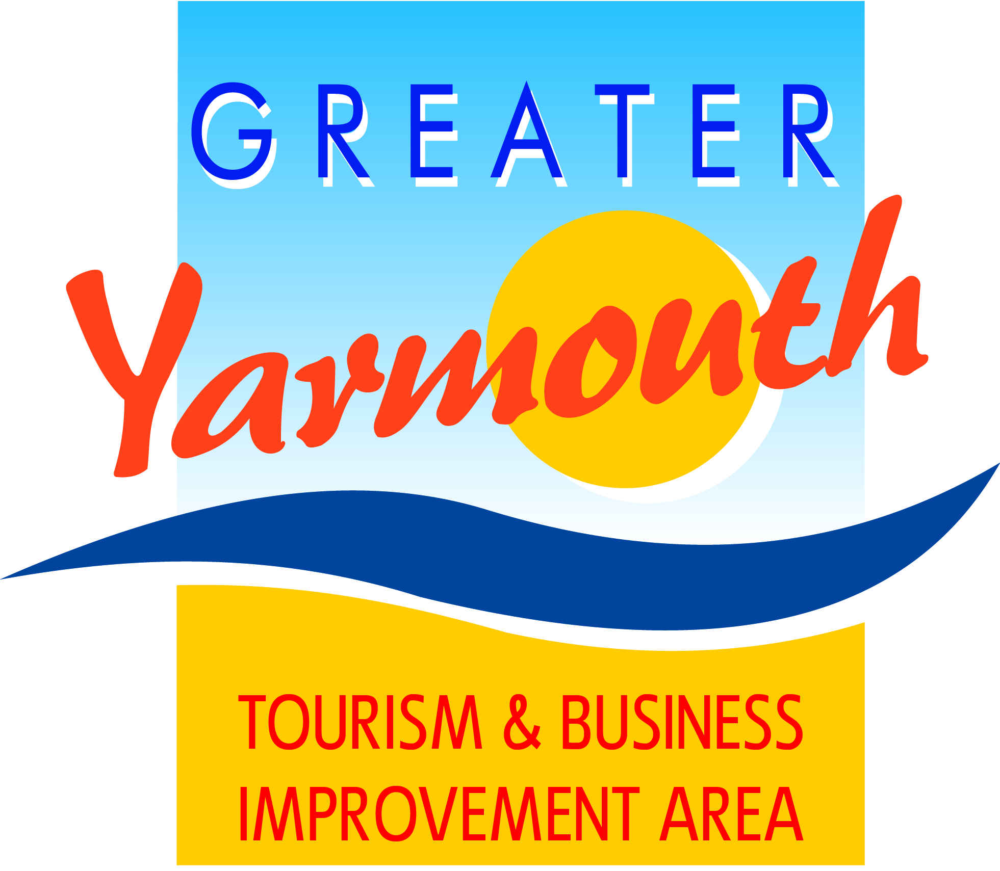 GREATER
Yarmouth
TOURISM & BUSINESS
IMPROVEMENT AREA